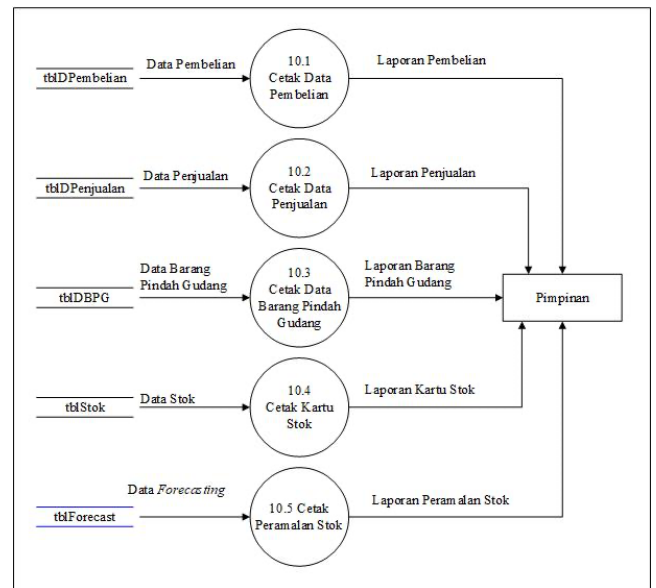 tblDPembelian
Data Pembelian
10.1
Cetak Data
Pembelian
Laporan Pembelian
tblDPenjualan
Data Penjualan
10.2
Cetak Data
Penjualan
Laporan Penjualan
tblDBPG
Data Barang
Pindah Gudang
10.3
Cetak Data
Barang Pindah
Gudang
Laporan Barang
Pindah Gudang
Pimpinan
tblStok
Data Stok
10.4
Cetak Kartu
Stok
Laporan Kartu Stok
tblForecast
Data Forecasting
10.5 Cetak
Peramalan Stok
Laporan Peramalan Stok